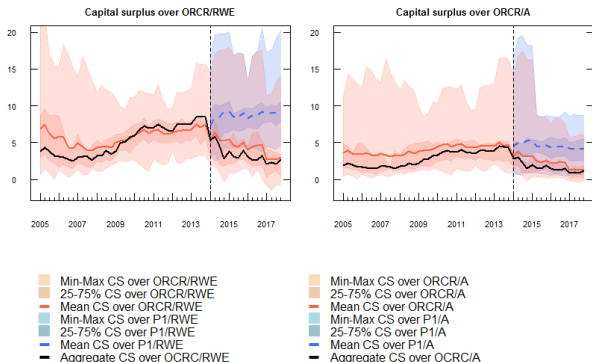 Capital surplus over ORCR/RWE
20
15
10
5
0
2005 2007 2009 2011 2013 2015 2017
Min-Max CS over ORCR/RWE
25-75% CS over ORCR/RWE
Mean CS over ORCR/RWE
Min-Max CS over P1/RWE
25-75% CS over P1/RWE
Mean CS over P1/RWE
Aggregate CS over OCRC/RWE
Capital surplus over ORCR/A
20
15
10
5
0
2005 2007 2009 2011 2013 2015 2017
Min-Max CS over ORCR/A
25-75% CS over ORCR/A
Mean CS over ORCR/A
Min-Max CS over P1/A
25-75% CS over P1/A
Mean CS over P1/A
Aggregate CS over OCRC/A